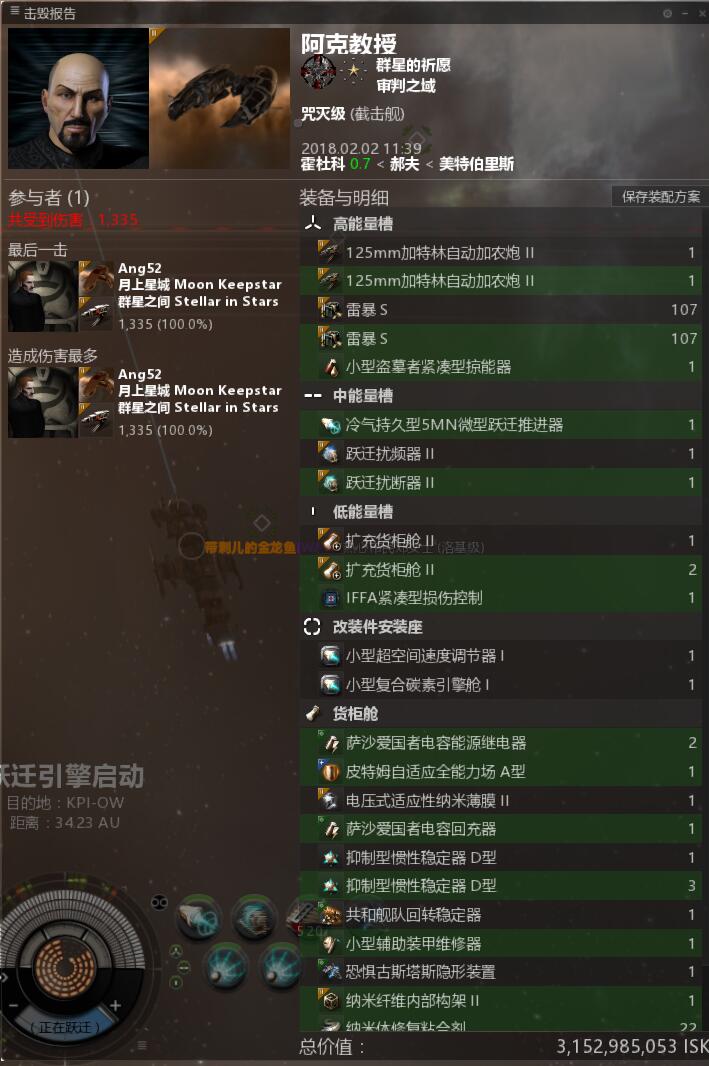 击毁报告
阿克教授
群星的祈愿
审判之域
咒灭级 (截击舰)
2018.02.02 11:39
霍杜科 0.7 < 郝夫 < 美特伯里斯
参与者 (1)
共受到伤害 1,335
最后一击
Ang52
月上星城 Moon Keepstar
群星之间 Stellar in Stars
1,335 (100.0%)
造成伤害最多
Ang52
月上星城 Moon Keepstar
群星之间 Stellar in Stars
1,335 (100.0%)
带刺儿的金龙鱼
跃迁引擎启动
目的地：KPI-OW
距离：34.23 AU
(正在跃迁)
520
装备与明细
保存装配方案
高能量槽
125mm加特林自动加农炮 II 1
125mm加特林自动加农炮 II 1
雷暴 S 107
雷暴 S 107
小型盗墓者紧凑型掠能器 1
中能量槽
冷气持久型5MN微型跃迁推进器 1
跃迁扰频器 II 1
跃迁扰断器 II 1
低能量槽
扩充货柜舱 II 1
扩充货柜舱 II 2
IFFA紧凑型损伤控制 1
改装件安装座
小型超空间速度调节器 I 1
小型复合碳素引擎舱 I 1
货柜舱
萨沙爱国者电容能源继电器 2
皮特姆自适应全能力场 A型 1
电压式适应性纳米薄膜 II 1
萨沙爱国者电容回充器 1
抑制型惯性稳定器 D型 1
抑制型惯性稳定器 D型 3
共和舰队回转稳定器 1
小型辅助装甲维修器 1
恐惧古斯塔斯隐形装置 1
纳米纤维内部构架 II 1
纳米体修复粘合剂 22
总价值： 3,152,985,053 ISK